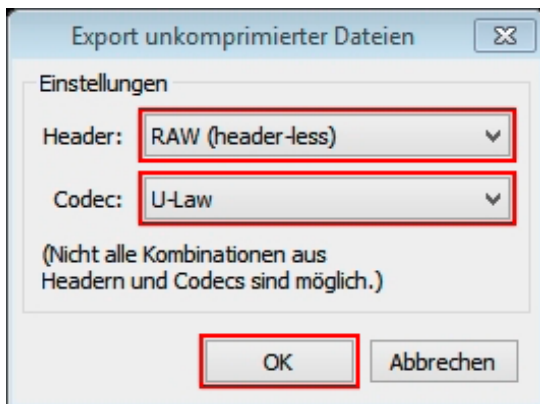 Export unkomprimierter Dateien
Einstellungen
Header: RAW (header-less)
Codec: U-Law
(Nicht alle Kombinationen aus
Headern und Codecs sind möglich.)
OK Abbrechen